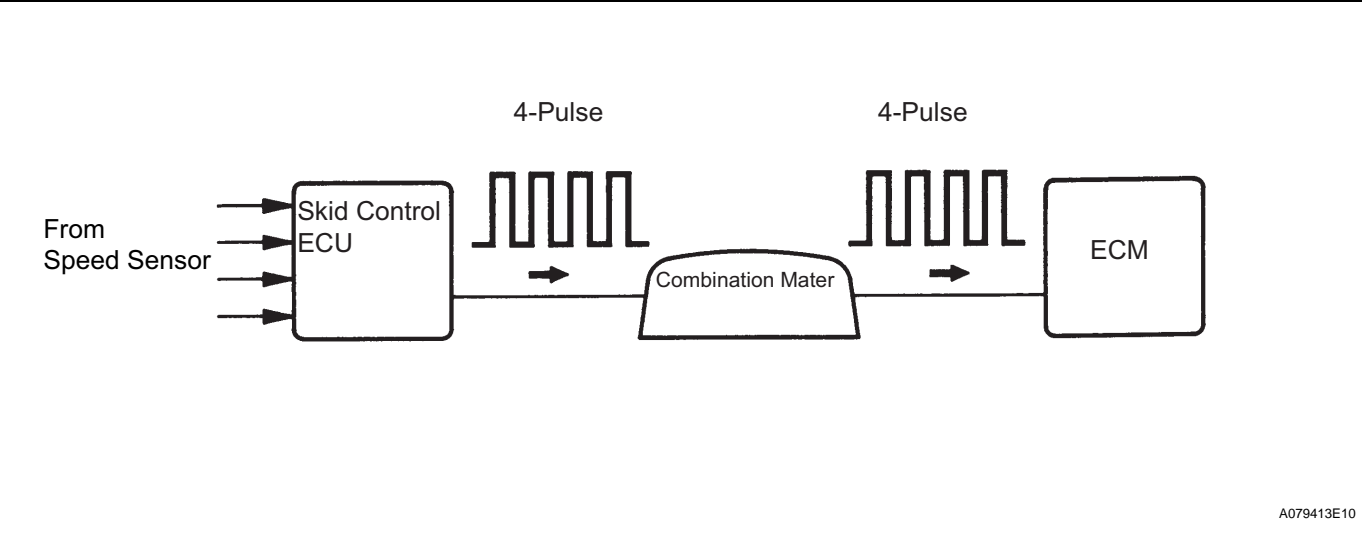 4-Pulse
4-Pulse
From
Speed Sensor
Skid Control
ECU
Combination Mater
ECM
A079413E10